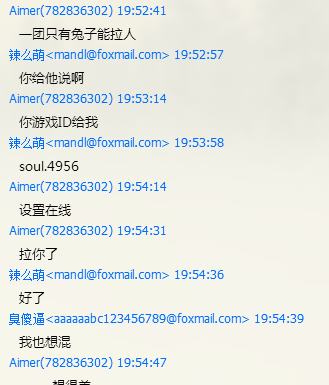 Aimer(782836302) 19:52:41
一团只有兔子能拉人
辣么萌<mandl@foxmail.com> 19:52:57
你给他说啊
Aimer(782836302) 19:53:14
你游戏ID给我
辣么萌<mandl@foxmail.com> 19:53:58
soul.4956
Aimer(782836302) 19:54:14
设置在线
Aimer(782836302) 19:54:31
拉你了
辣么萌<mandl@foxmail.com> 19:54:36
好了
臭傻逼<aaaaaabc123456789@foxmail.com> 19:54:39
我也想混
Aimer(782836302) 19:54:47
想得美